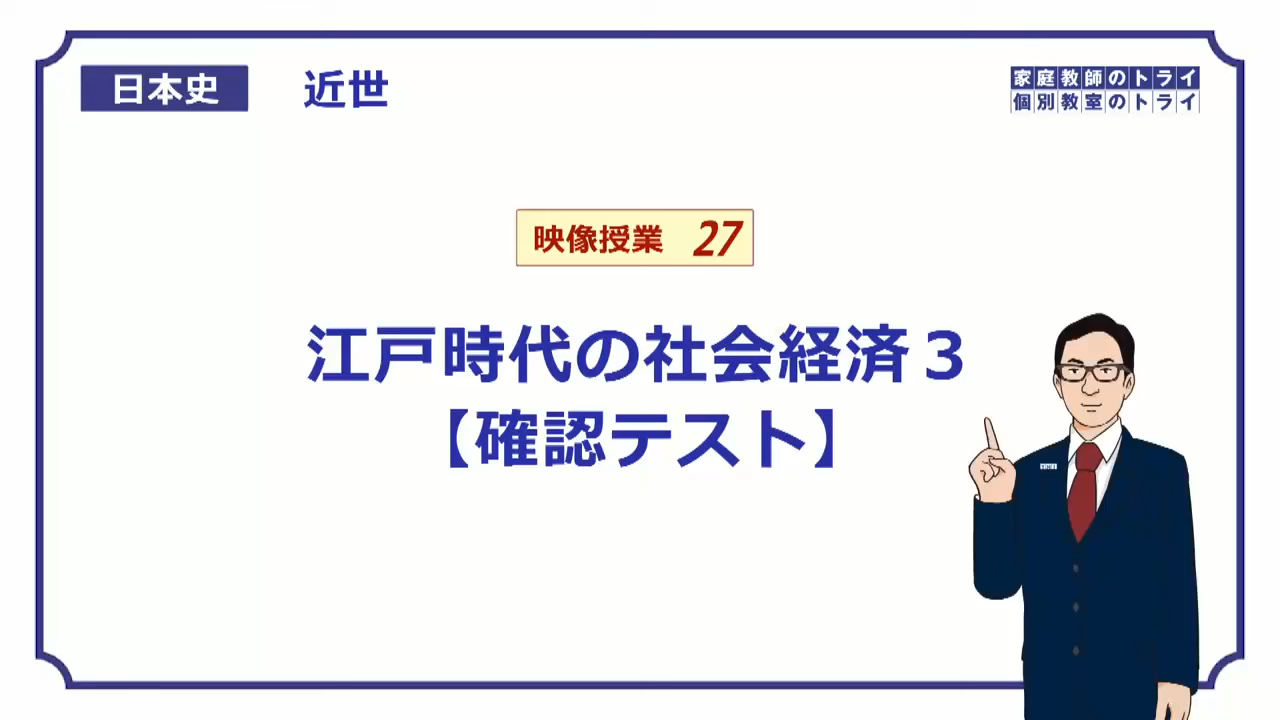 日本史 近世
家庭教師のトライ
個別教室のトライ
映像授業 27
江戸時代の社会経済3
【確認テスト】